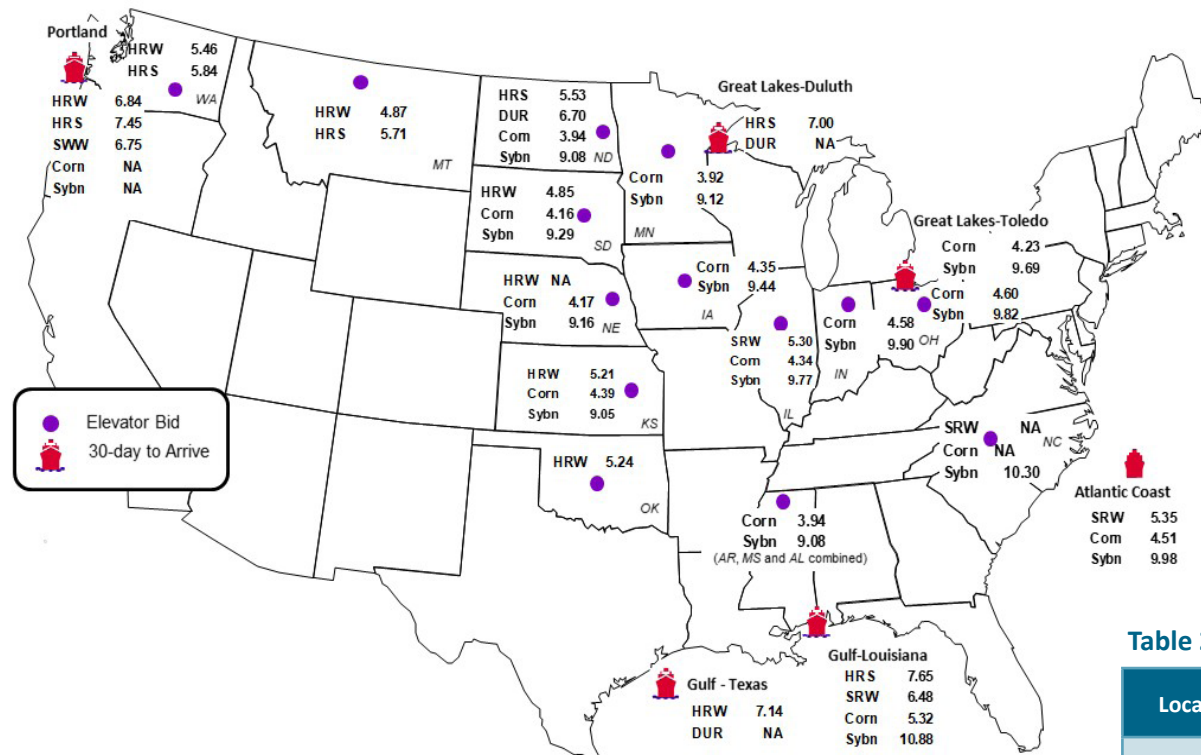 Portland
HRW 5.46
HRS 5.84
WA
HRW 6.84
HRS 7.45
SWW 6.75
Corn NA
Sybn NA
HRW 4.87
HRS 5.71
MT
HRS 5.53
DUR 6.70
Corn 3.94
Sybn 9.08 ND
HRW 4.85
Corn 4.16
Sybn 9.29
SD
HRW NA
Corn 4.17
Sybn 9.16 NE
HRW 5.21
Corn 4.39
Sybn 9.05
KS
HRW 5.24
OK
Great Lakes-Duluth
HRS 7.00
DUR NA
Corn 3.92
Sybn 9.12
MN
Corn 4.35
Sybn 9.44
IA
SRW 5.30
Corn 4.34
Sybn 9.77
IL
Great Lakes-Toledo
Corn 4.23
Sybn 9.69
Corn 4.60
Sybn 9.82
Corn 4.58
Sybn 9.90 OH
IN
SRW NA
Corn NA NC
Sybn 10.30
Atlantic Coast
SRW 5.35
Corn 4.51
Sybn 9.98
Corn 3.94
Sybn 9.08
(AR, MS and AL combined)
Gulf-Louisiana
HRS 7.65
SRW 6.48
Corn 5.32
Sybn 10.88
Gulf - Texas
HRW 7.14
DUR NA
Elevator Bid
30-day to Arrive
Table
Loca